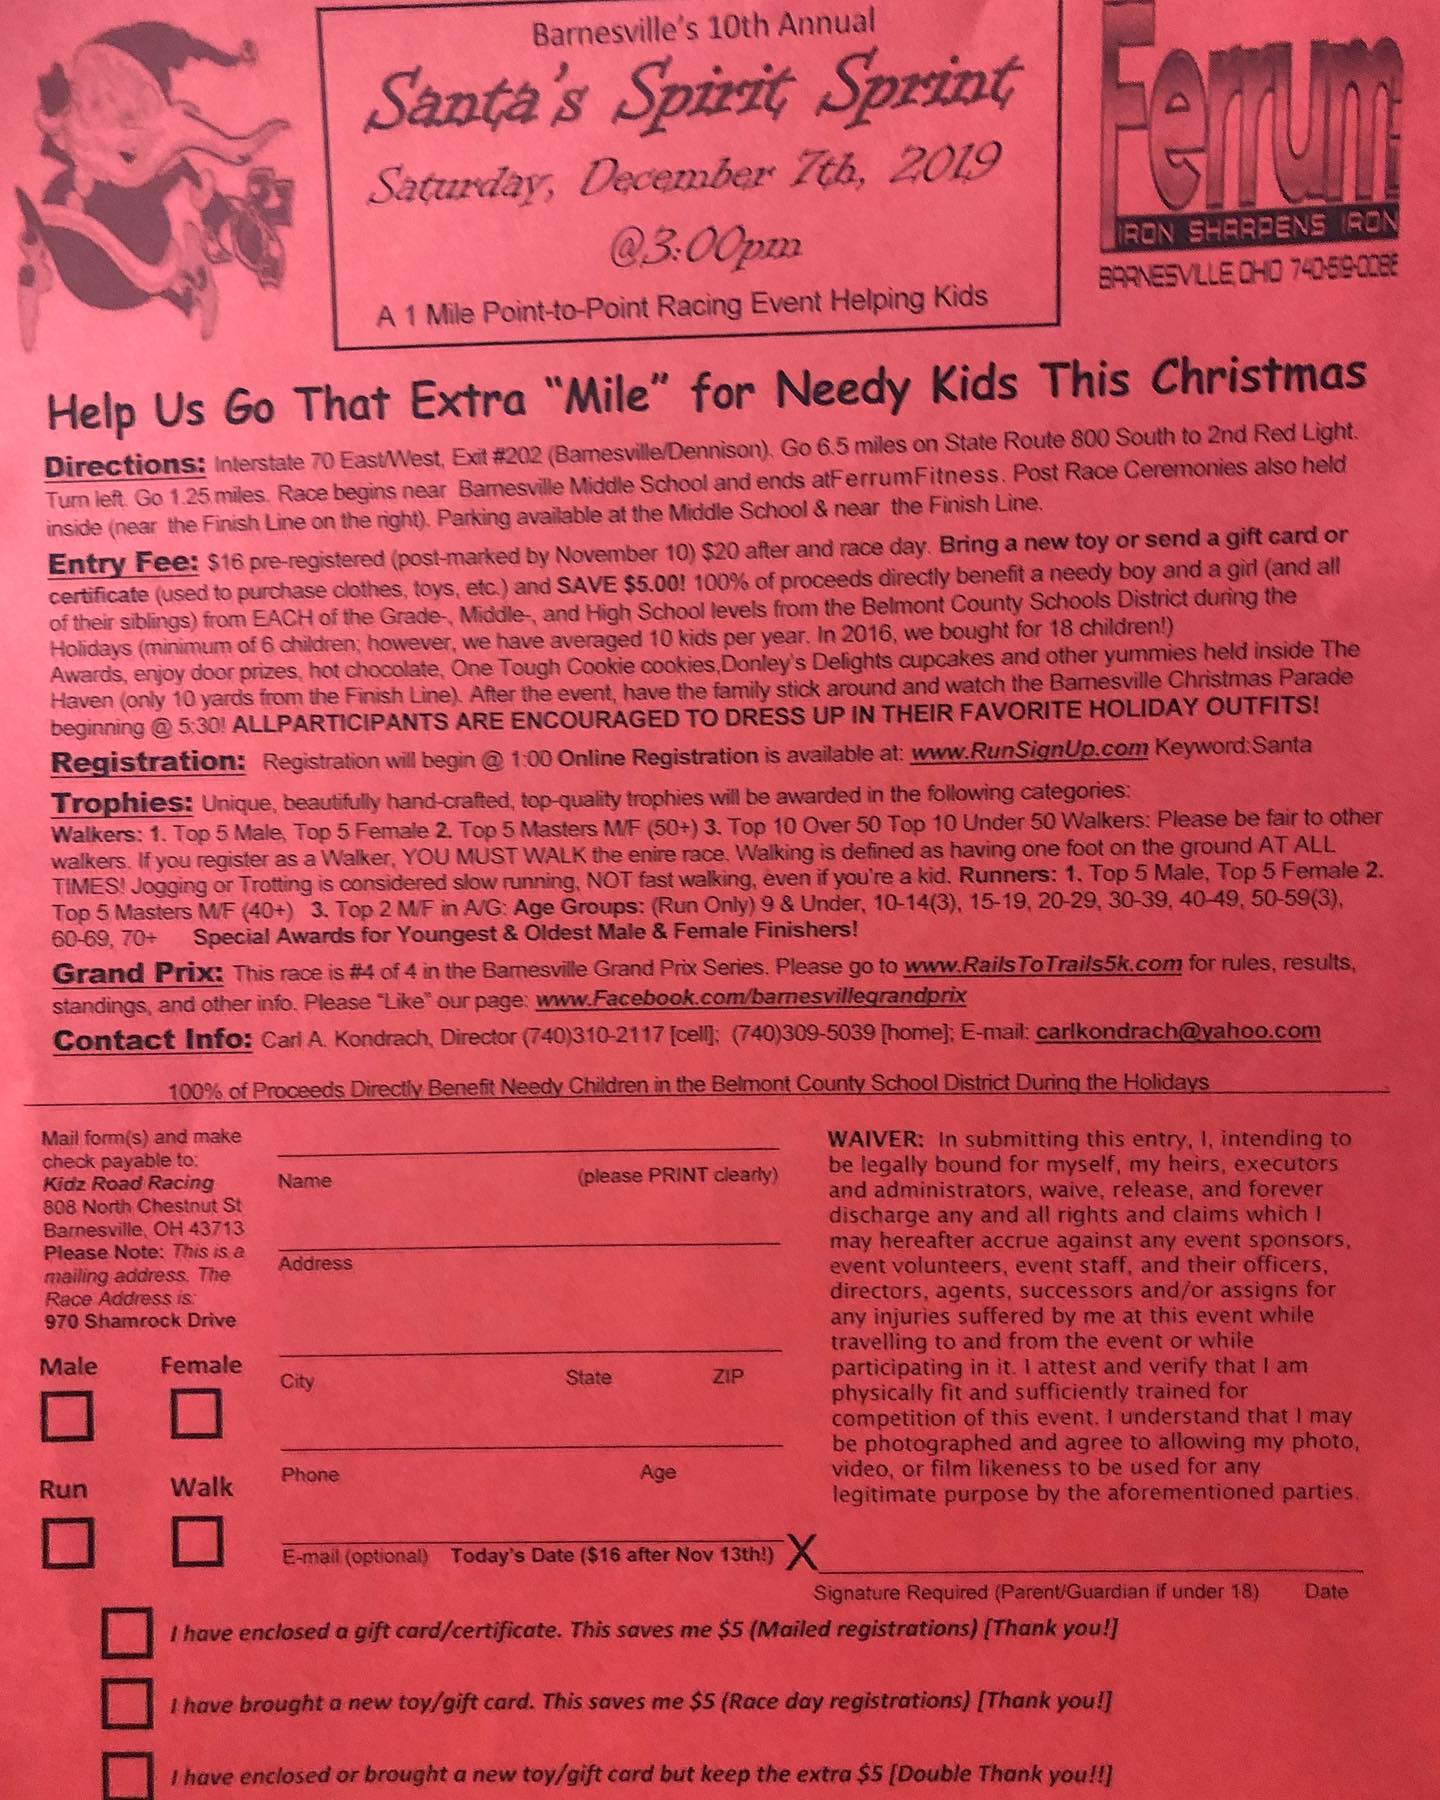 Barnesville's 10th Annual
Santa's Spirit Sprint
Saturday, December 7th, 2019
@3:00pm
A 1 Mile Point-to-Point Racing Event Helping Kids
Ferrum
IRON SHARPENS IRON
BARNESVILLE, OHIO 740-519-0086
Help Us Go That Extra "Mile" for Needy Kids This Christmas
Directions: Interstate 70 East/West, Exit #202 (Barnesville/Dennison). Go 6.5 miles on State Route 800 South to 2nd Red Light.
Turn left. Go 1.25 miles. Race begins near Barnesville Middle School and ends atFerrumFitness. Post Race Ceremonies also held
inside (near the Finish Line on the right). Parking available at the Middle School & near the Finish Line.
Entry Fee: $16 pre-registered (post-marked by November 10) $20 after and race day. Bring a new toy or send a gift card or
certificate (used to purchase clothes, toys, etc.) and SAVE $5.00! 100% of proceeds directly benefit a needy boy and a girl (and all
of their siblings) from EACH of the Grade-, Middle-, and High School levels from the Belmont County Schools District during the
Holidays (minimum of 6 children; however, we have averaged 10 kids per year. In 2016, we bought for 18 children!)
Awards, enjoy door prizes, hot chocolate, One Tough Cookie cookies,Donley's Delights cupcakes and other yummies held inside The
Haven (only 10 yards from the Finish Line). After the event, have the family stick around and watch the Barnesville Christmas Parade
beginning @ 5:30! ALLPARTICIPANTS ARE ENCOURAGED TO DRESS UP IN THEIR FAVORITE HOLIDAY OUTFITS!
Registration: Registration will begin @ 1:00 Online Registration is available at: www.RunSignUp.com Keyword:Santa
Trophies: Unique, beautifully hand-crafted, top-quality trophies will be awarded in the following categories:
Walkers: 1. Top 5 Male, Top 5 Female 2. Top 5 Masters M/F (50+) 3. Top 10 Over 50 Top 10 Under 50 Walkers: Please be fair to other
walkers. If you register as a Walker, YOU MUST WALK the enire race. Walking is defined as having one foot on the ground AT ALL
TIMES! Jogging or Trotting is considered slow running, NOT fast walking, even if you're a kid. Runners: 1. Top 5 Male, Top 5 Female 2.
Top 5 Masters M/F (40+) 3. Top 2 M/F in A/G: Age Groups: (Run Only) 9 & Under, 10-14(3), 15-19, 20-29, 30-39, 40-49, 50-59(3),
60-69, 70+ Special Awards for Youngest & Oldest Male & Female Finishers!
Grand Prix: This race is #4 of 4 in the Barnesville Grand Prix Series. Please go to www.RailsToTrails5k.com for rules, results,
standings, and other info. Please "Like" our page: www.Facebook.com/barnesvillegrandprix
Contact Info: Carl A. Kondrach, Director (740)310-2117 [cell]; (740)309-5039 [home]; E-mail: carlkondrach@yahoo.com
100% of Proceeds Directly Benefit Needy Children in the Belmont County School District During the Holidays
Mail form(s) and make
check payable to:
Kidz Road Racing
808 North Chestnut St
Barnesville, OH 43713
Please Note: This is a
mailing address. The
Race Address is:
970 Shamrock Drive
Male Female
Run Walk
Name (please PRINT clearly)
Address
City State ZIP
Phone Age
E-mail (optional) Today's Date ($16 after Nov 13th!)
WAIVER: In submitting this entry, I, intending to
be legally bound for myself, my heirs, executors
and administrators, waive, release, and forever
discharge any and all rights and claims which I
may hereafter accrue against any event sponsors,
event volunteers, event staff, and their officers,
directors, agents, successors and/or assigns for
any injuries suffered by me at this event while
travelling to and from the event or while
participating in it. I attest and verify that I am
physically fit and sufficiently trained for
competition of this event. I understand that I may
be photographed and agree to allowing my photo,
video, or film likeness to be used for any
legitimate purpose by the aforementioned parties.
X
Signature Required (Parent/Guardian if under 18) Date
I have enclosed a gift card/certificate. This saves me $5 (Mailed registrations) [Thank you!]
I have brought a new toy/gift card. This saves me $5 (Race day registrations) [Thank you!]
I have enclosed or brought a new toy/gift card but keep the extra $5 [Double Thank you!!]